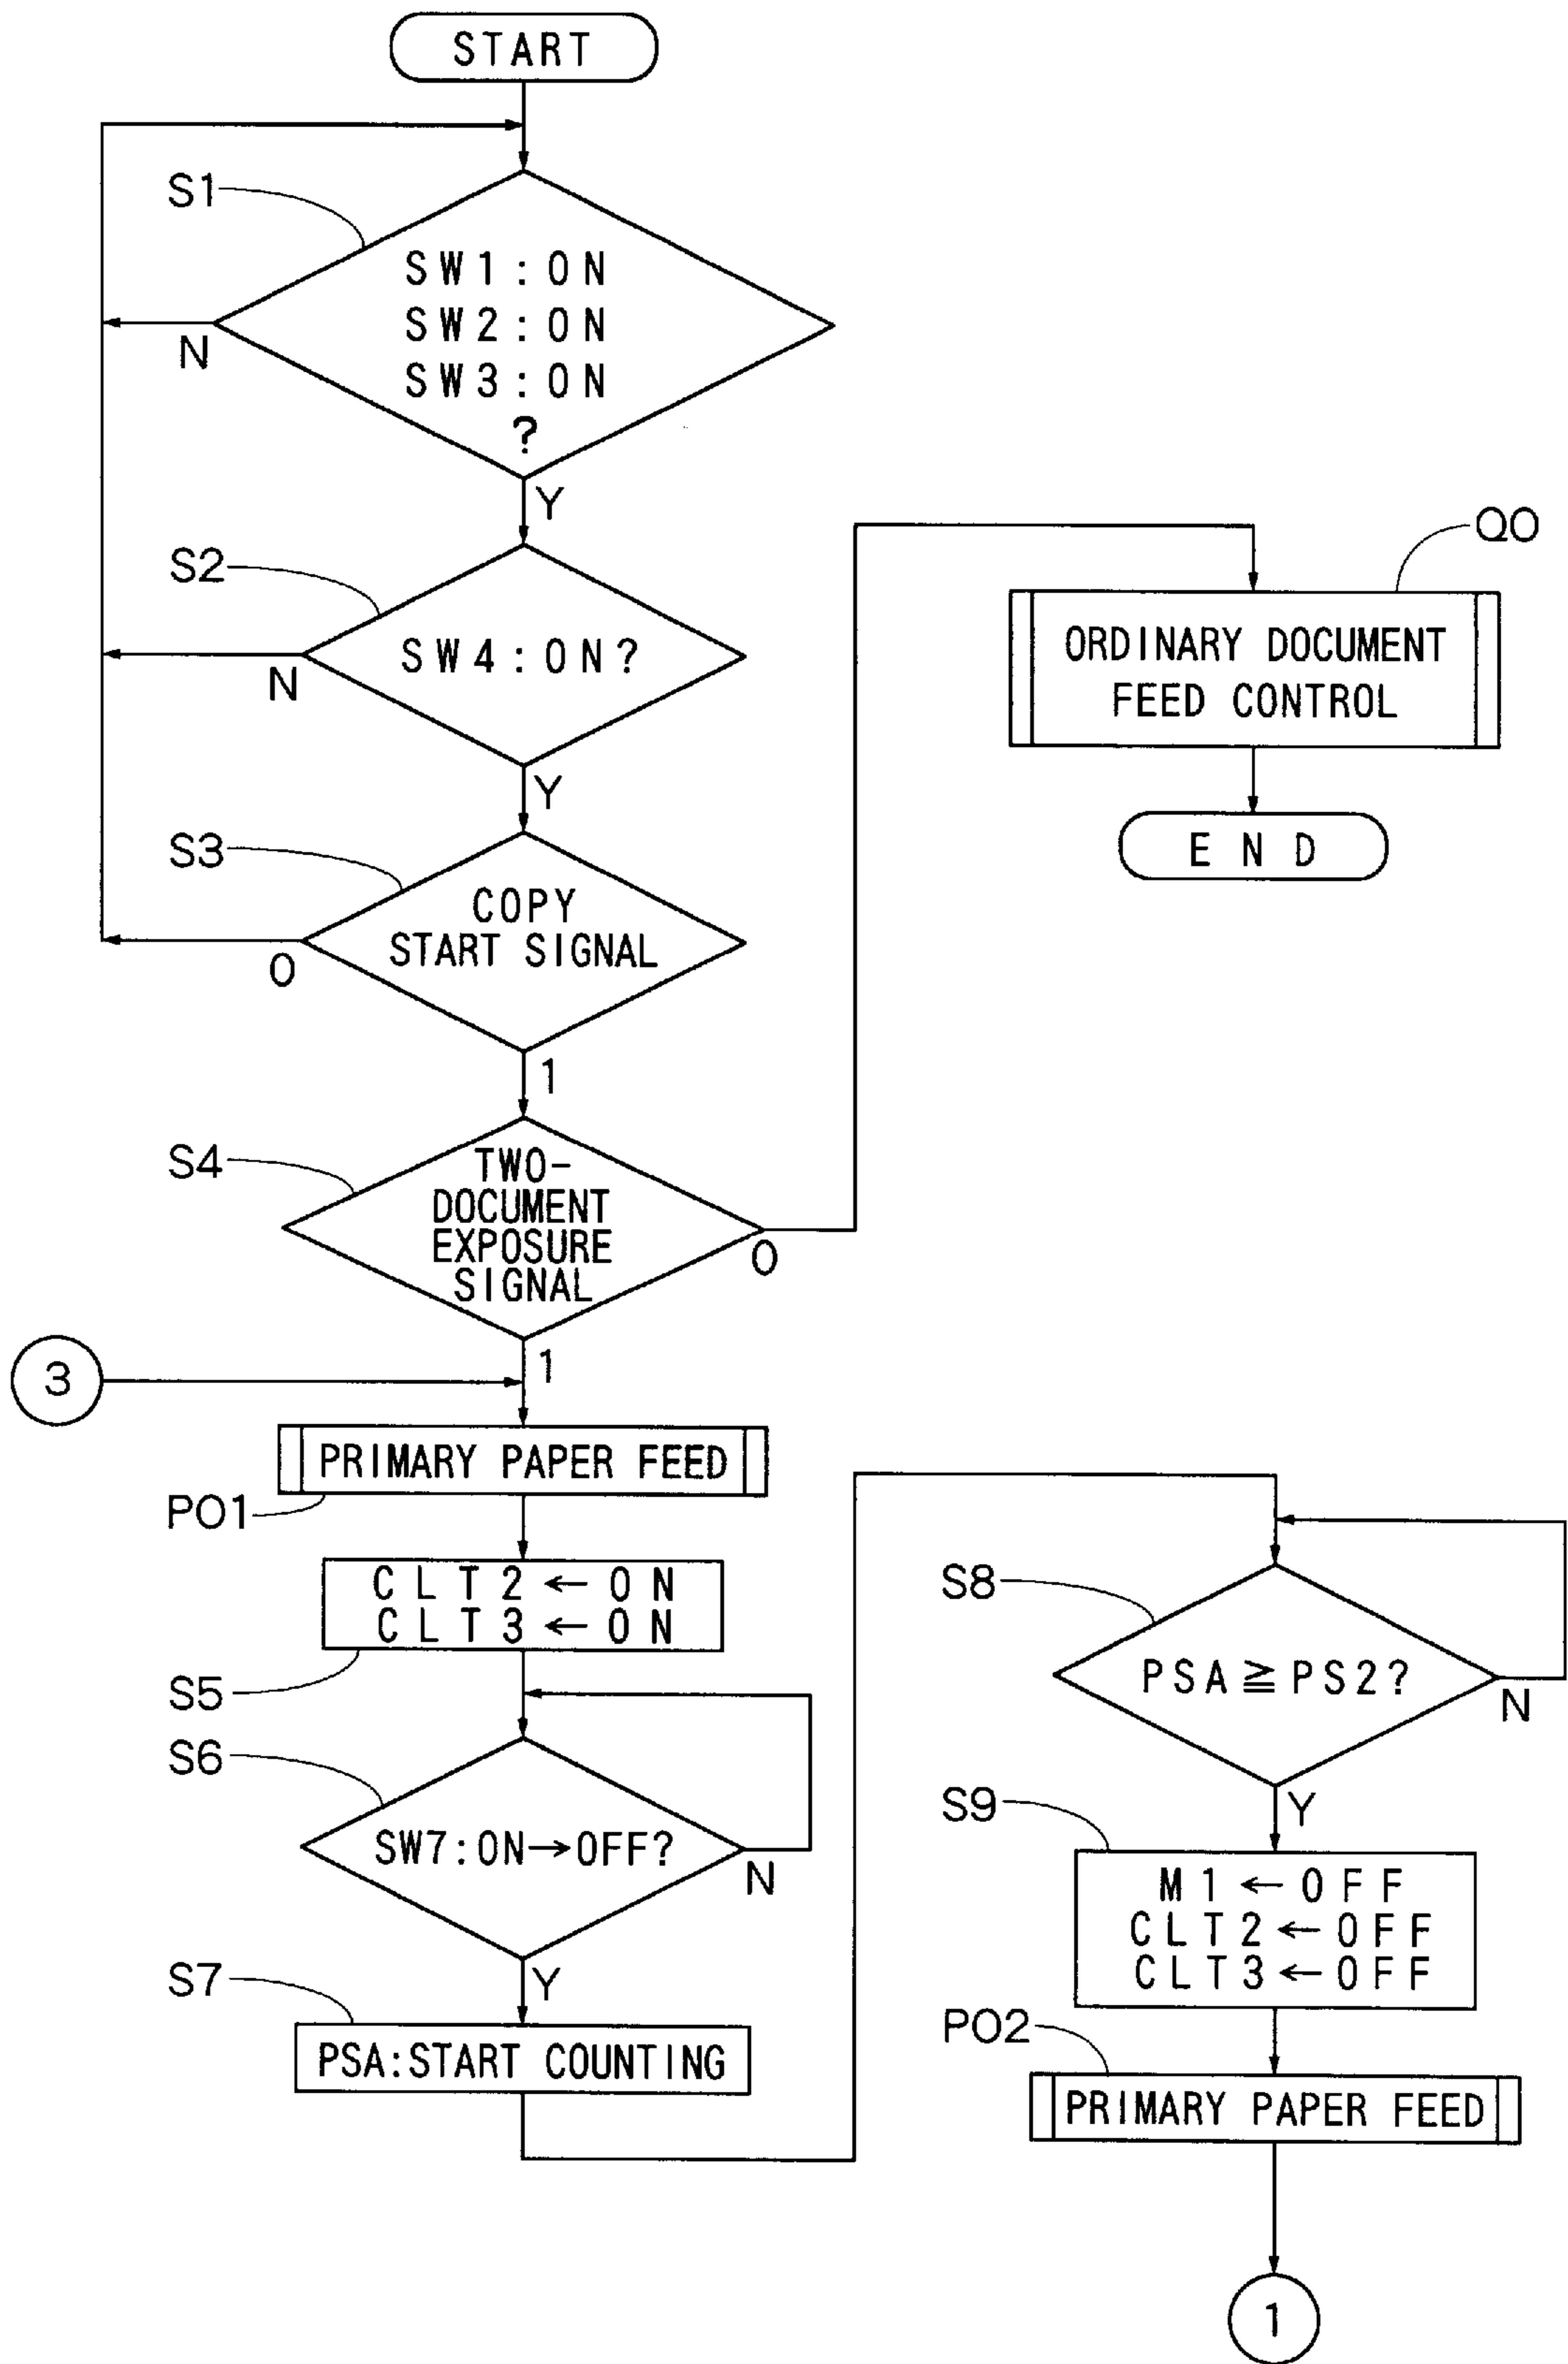 START
S1
SW1:ON
SW2:ON
SW3:ON
?
N
Y
S2
SW4:ON?
N
Y
S3
COPY
START SIGNAL
0
1
S4
TWO-
DOCUMENT
EXPOSURE
SIGNAL
0
1
Q0
ORDINARY DOCUMENT
FEED CONTROL
END
3
PRIMARY PAPER FEED
P01
CLT2←ON
CLT3←ON
S5
S6
SW7:ON→OFF?
N
Y
S7
PSA:START COUNTING
S8
PSA≧PS2?
N
Y
S9
M1←OFF
CLT2←OFF
CLT3←OFF
P02
PRIMARY PAPER FEED
1